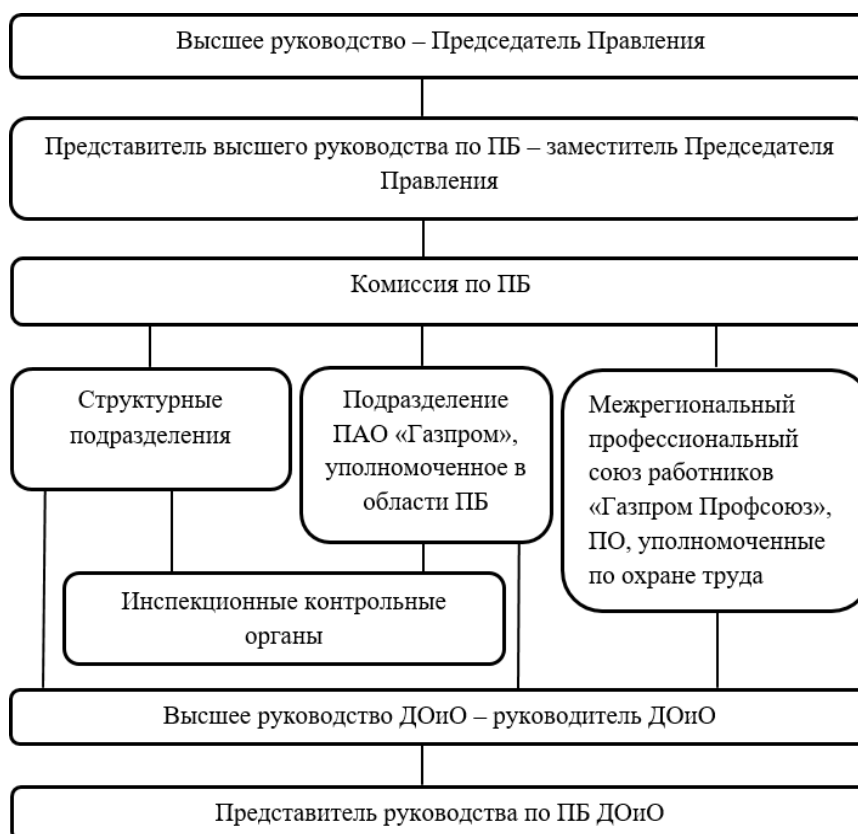 Высшее руководство – Председатель Правления
Представитель высшего руководства по ПБ – заместитель Председателя
Правления
Комиссия по ПБ
Структурные
подразделения
Подразделение
ПАО «Газпром»,
уполномоченное в
области ПБ
Межрегиональный
профессиональный
союз работников
«Газпром Профсоюз»,
ПО, уполномоченные
по охране труда
Инспекционные контрольные
органы
Высшее руководство ДОиО – руководитель ДОиО
Представитель руководства по ПБ ДОиО